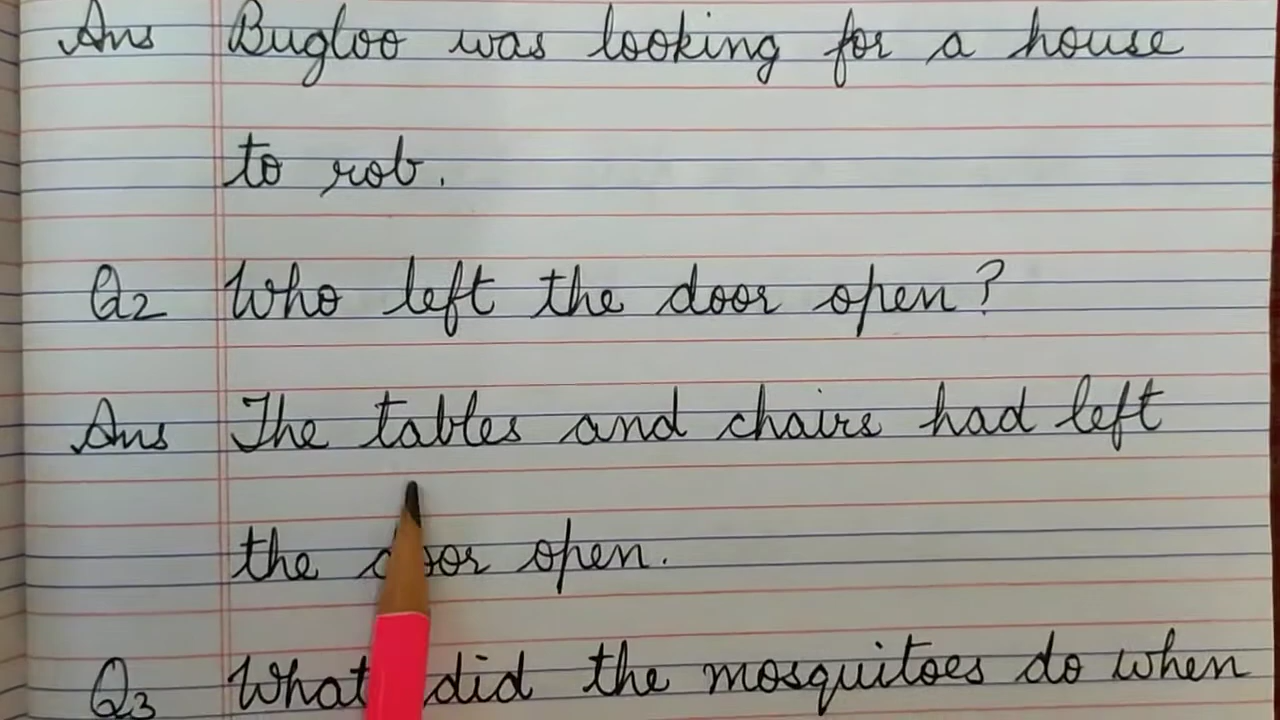 Ans Bugloo was looking for a house
to rob.
Q2 Who left the door open?
Ans The tables and chairs had left
the door open.
Q3 What did the mosquitoes do when